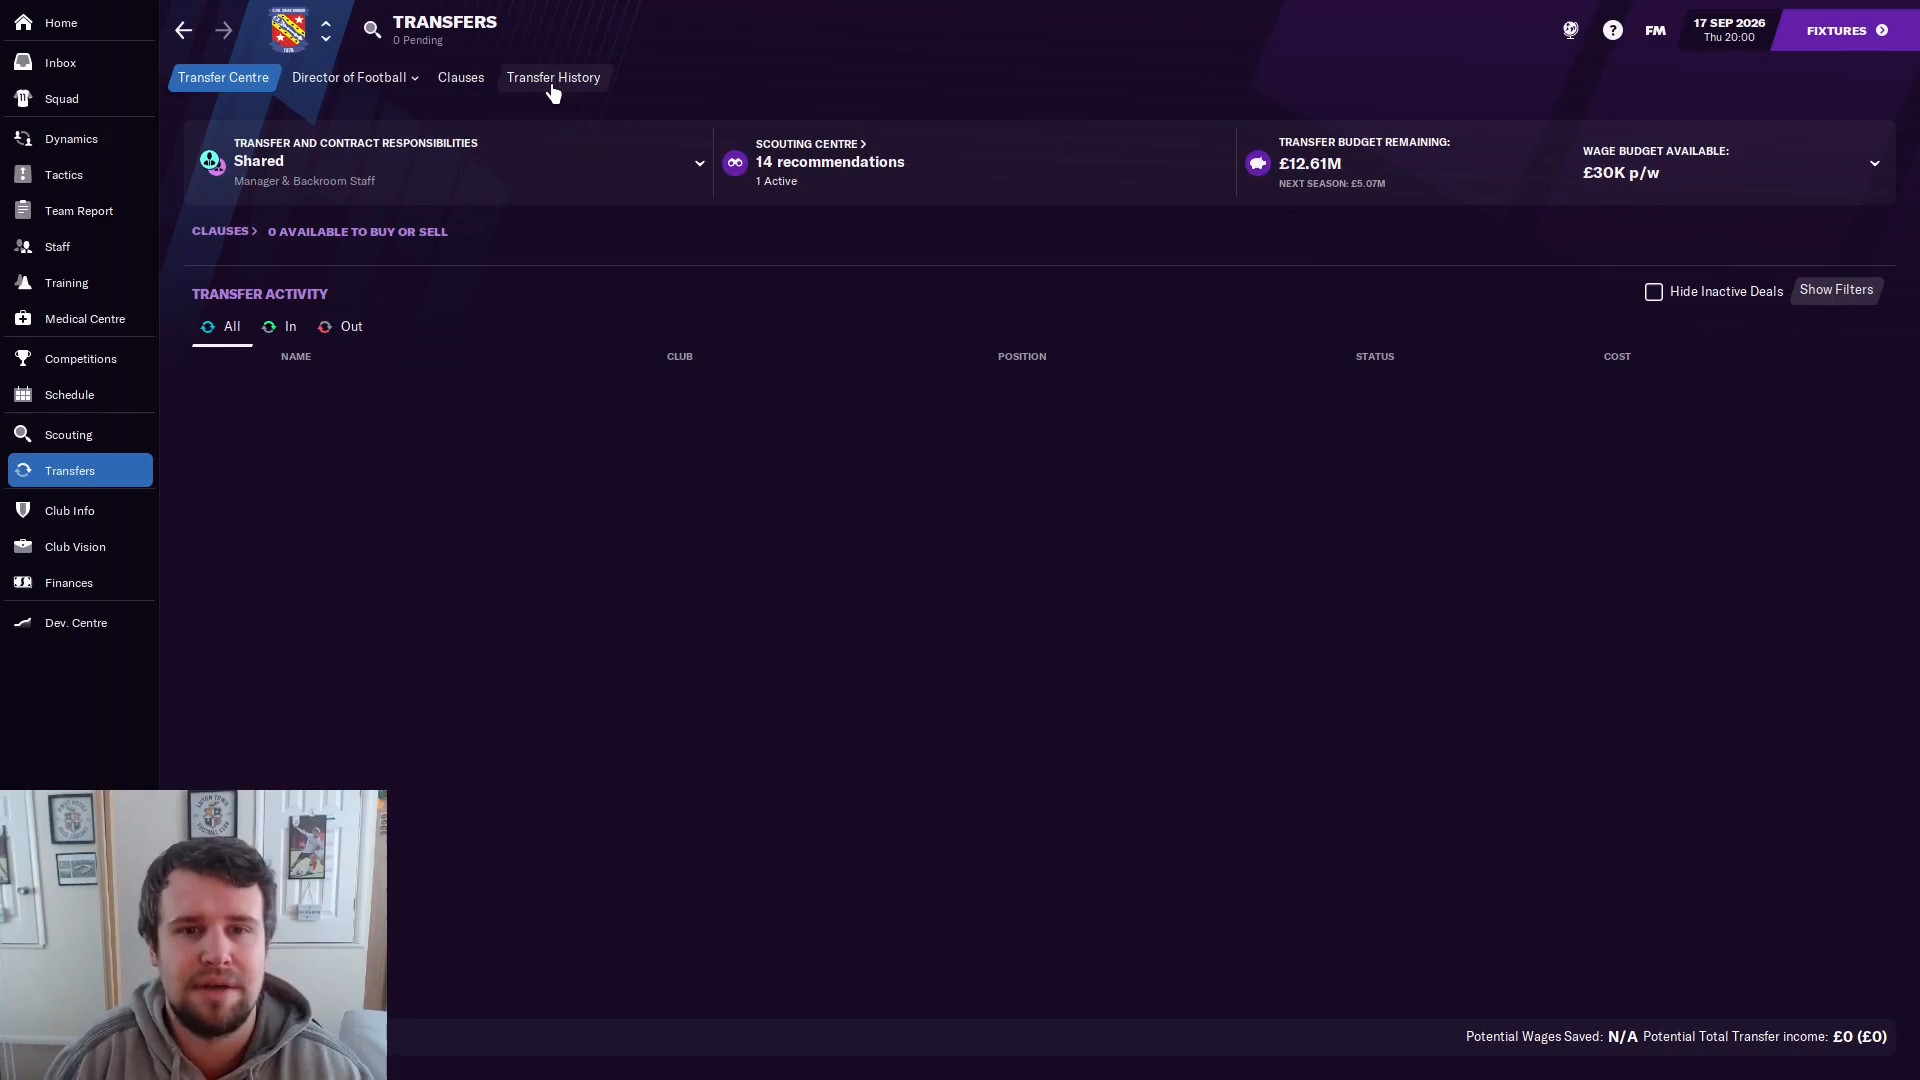 Home
Inbox
Squad
Dynamics
Tactics
Team Report
Staff
Training
Medical Centre
Competitions
Schedule
Scouting
Transfers
Club Info
Club Vision
Finances
Dev. Centre
TRANSFERS
0 Pending
FM
17 SEP 2026
Thu 20:00
FIXTURES
Transfer Centre
Director of Football
Clauses
Transfer History
TRANSFER AND CONTRACT RESPONSIBILITIES
Shared
Manager & Backroom Staff
SCOUTING CENTRE >
14 recommendations
1 Active
TRANSFER BUDGET REMAINING:
£12.61M
NEXT SEASON: £5.07M
WAGE BUDGET AVAILABLE:
£30K p/w
CLAUSES > 0 AVAILABLE TO BUY OR SELL
TRANSFER ACTIVITY
Hide Inactive Deals
Show Filters
All In Out
NAME CLUB POSITION STATUS COST
LUTON TOWN
FOOTBALL CLUB
Potential Wages Saved: N/A Potential Total Transfer income: £0 (£0)